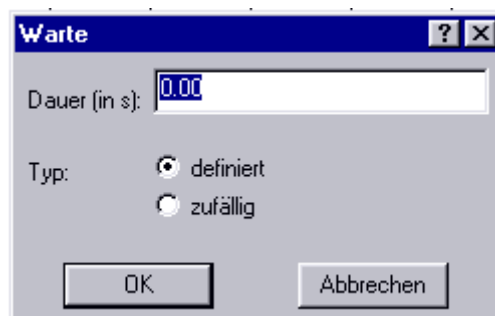 Warte
Dauer (in s): 0.00
Typ: definiert
zufällig
OK Abbrechen